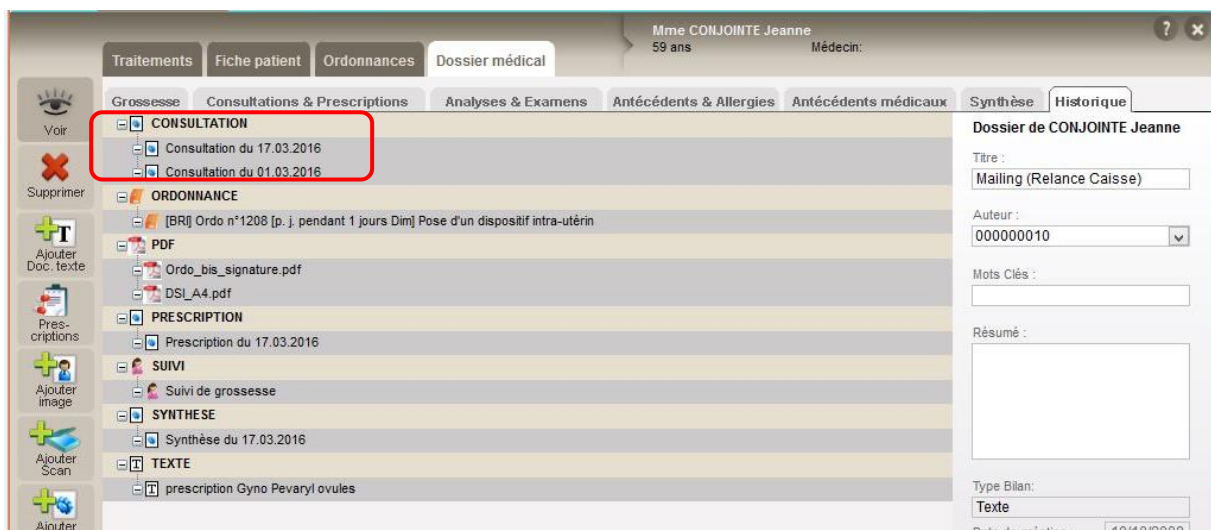 Mme CONJOINTE Jeanne
59 ans Médecin:
? x
Traitements Fiche patient Ordonnances Dossier médical
Grossesse Consultations & Prescriptions Analyses & Examens Antécédents & Allergies Antécédents médicaux Synthèse Historique
Voir
Supprimer
Ajouter
Doc. texte
Pres-
criptions
Ajouter
image
Ajouter
Scan
Ajouter
CONSULTATION
Consultation du 17.03.2016
Consultation du 01.03.2016
ORDONNANCE
[BRI] Ordo n°1208 [p. j. pendant 1 jours Dim] Pose d'un dispositif intra-utérin
PDF
Ordo_bis_signature.pdf
DSI_A4.pdf
PRESCRIPTION
Prescription du 17.03.2016
SUIVI
Suivi de grossesse
SYNTHESE
Synthèse du 17.03.2016
TEXTE
prescription Gyno Pevaryl ovules
Dossier de CONJOINTE Jeanne
Titre :
Mailing (Relance Caisse)
Auteur :
000000010
Mots Clés :
Résumé :
Type Bilan:
Texte